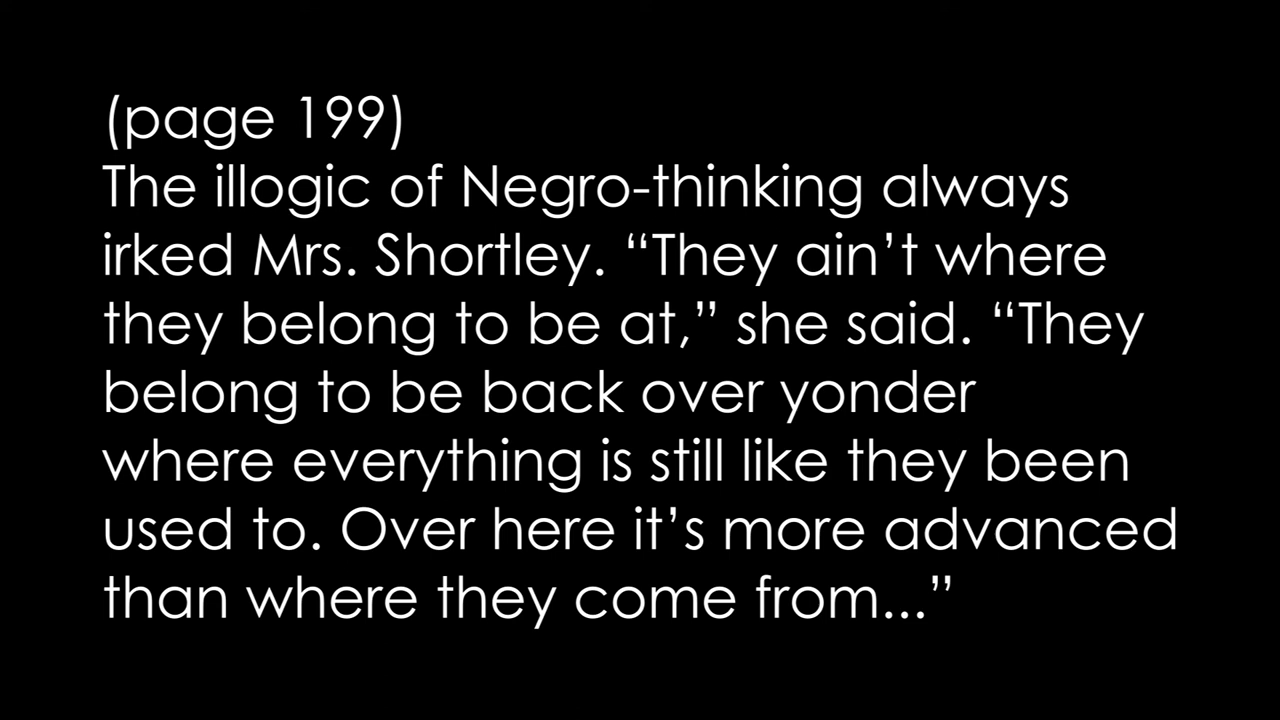 (page 199)
The illogic of Negro-thinking always
irked Mrs. Shortley. “They ain’t where
they belong to be at,” she said. “They
belong to be back over yonder
where everything is still like they been
used to. Over here it’s more advanced
than where they come from...”